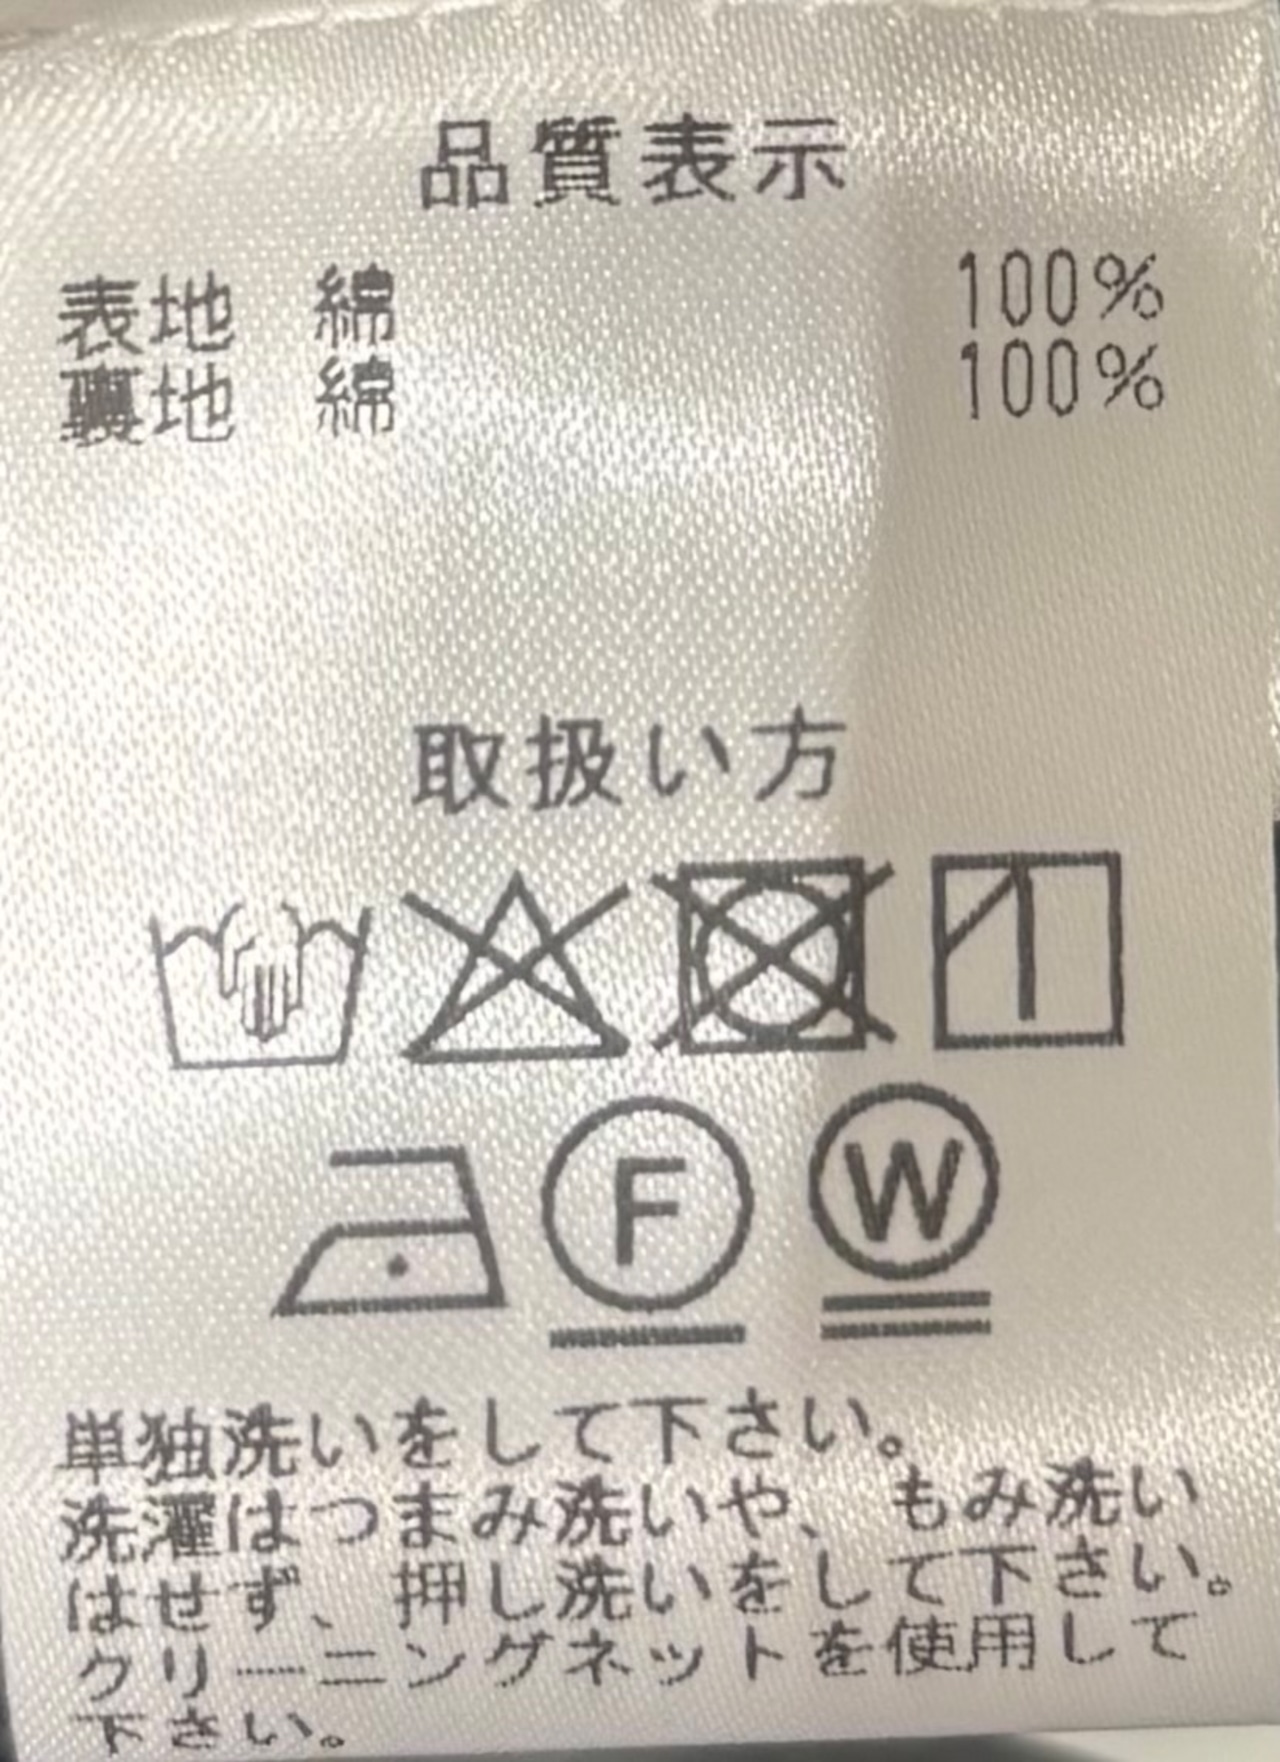 品質表示
表地 綿 100%
裏地 綿 100%
取扱い方
F W
単独洗いをして下さい。
洗濯はつまみ洗いや、もみ洗い
はせず、押し洗いをして下さい。
クリーニングネットを使用して
下さい。